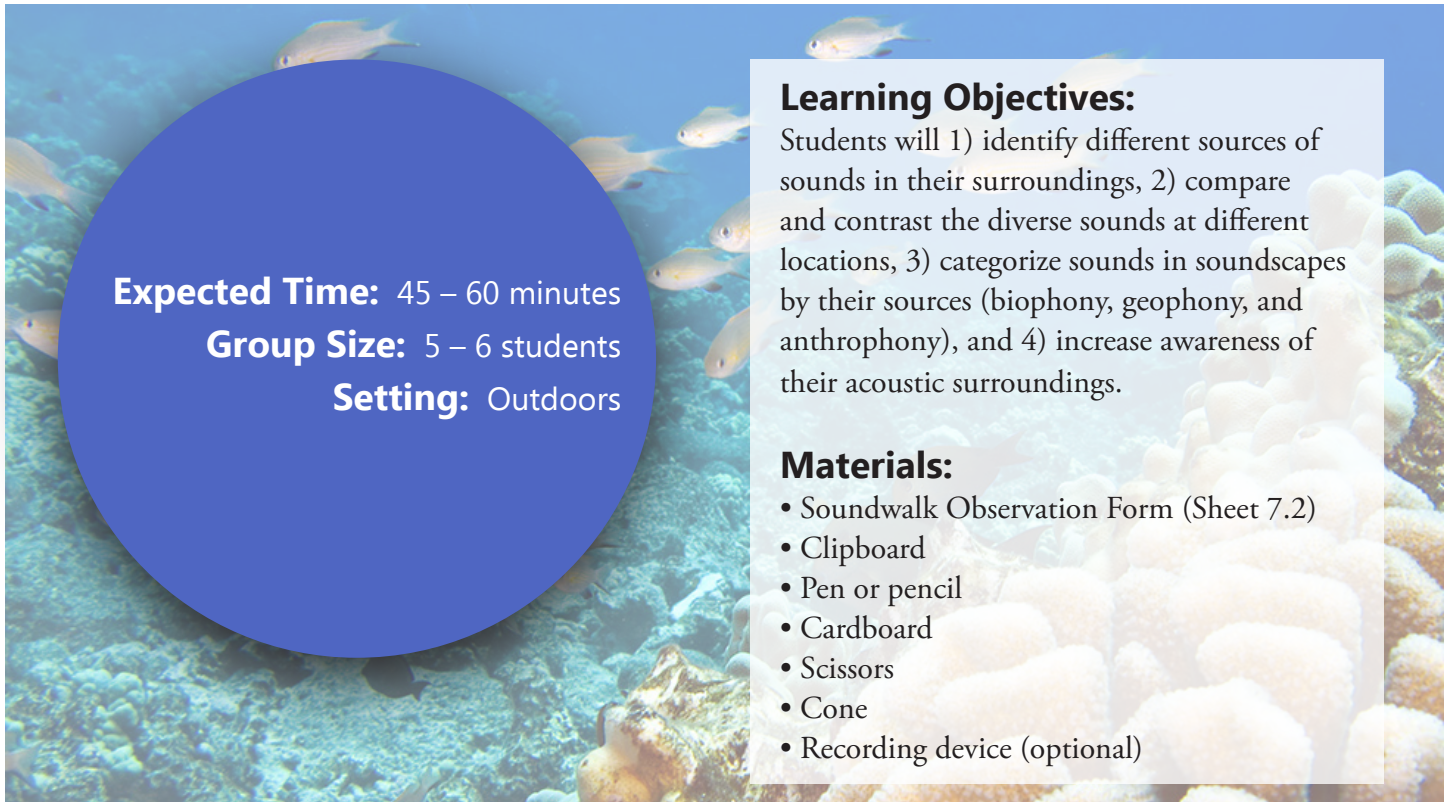 Expected Time: 45 – 60 minutes
Group Size: 5 – 6 students
Setting: Outdoors
Learning Objectives:
Students will 1) identify different sources of
sounds in their surroundings, 2) compare
and contrast the diverse sounds at different
locations, 3) categorize sounds in soundscapes
by their sources (biophony, geophony, and
anthrophony), and 4) increase awareness of
their acoustic surroundings.
Materials:
• Soundwalk Observation Form (Sheet 7.2)
• Clipboard
• Pen or pencil
• Cardboard
• Scissors
• Cone
• Recording device (optional)